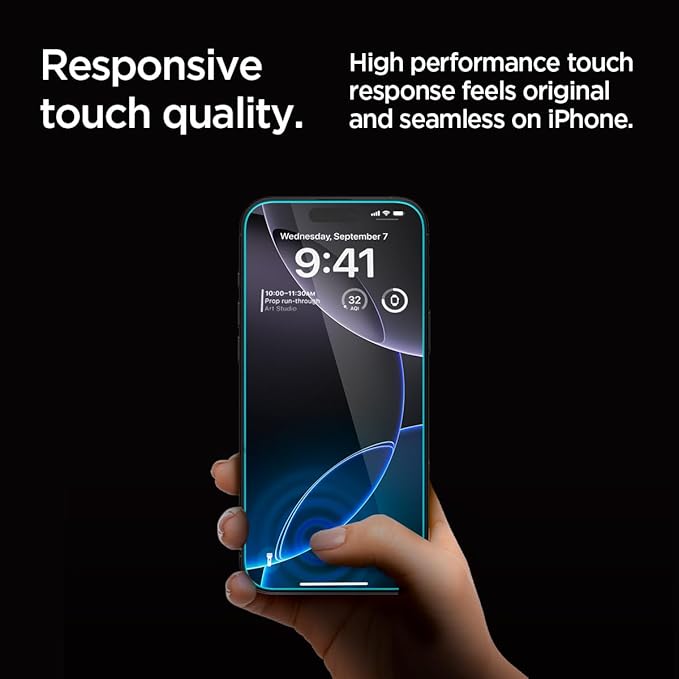 Responsive
touch quality.
High performance touch
response feels original
and seamless on iPhone.
Wednesday, September 7
9:41
10:00–11:30AM
Prop run-through
Art Studio
32
AQI